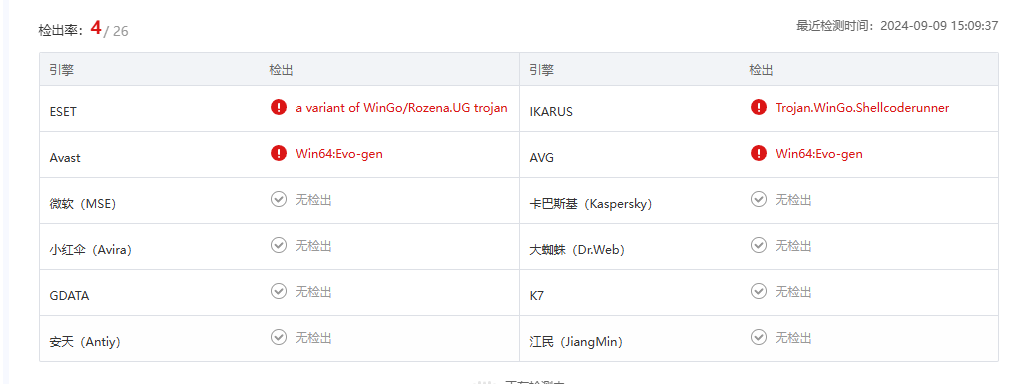 检出率：4 / 26
最近检测时间：2024-09-09 15:09:37
引擎 检出 引擎 检出
ESET a variant of WinGo/Rozena.UG trojan IKARUS Trojan.WinGo.Shellcoderunner
Avast Win64:Evo-gen AVG Win64:Evo-gen
微软（MSE） 无检出 卡巴斯基（Kaspersky） 无检出
小红伞（Avira） 无检出 大蜘蛛（Dr.Web） 无检出
GDATA 无检出 K7 无检出
安天（Antiy） 无检出 江民（JiangMin） 无检出